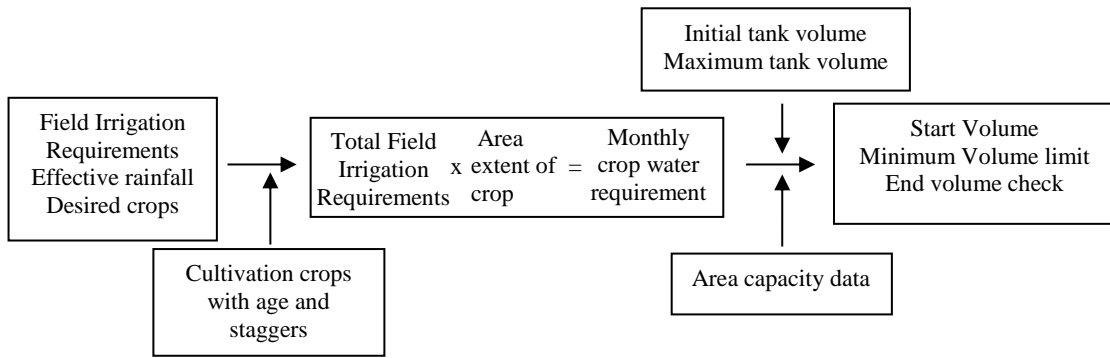 Initial tank volume
Maximum tank volume
Field Irrigation
Requirements
Effective rainfall
Desired crops
Total Field
Irrigation
Requirements
x
Area
extent of
crop
=
Monthly
crop water
requirement
Start Volume
Minimum Volume limit
End volume check
Cultivation crops
with age and
staggers
Area capacity data